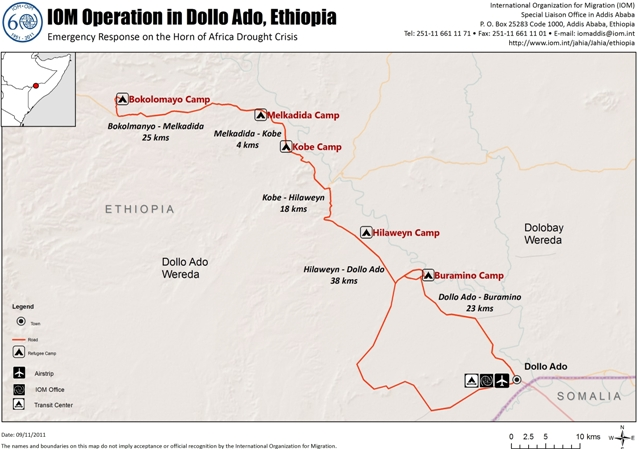 IOM Operation in Dollo Ado, Ethiopia
Emergency Response on the Horn of Africa Drought Crisis
International Organization for Migration (IOM)
Special Liaison Office in Addis Ababa
P. O. Box 25283 Code 1000, Addis Ababa, Ethiopia
Tel: 251-11 661 11 71 • Fax: 251-11 661 11 01 • E-mail: iomaddis@iom.int
http://www.iom.int/jahia/Jahia/ethiopia
IOM•OIM
60
1951-2011
Bokolomayo Camp
Melkadida Camp
Bokolmanyo - Melkadida
25 kms
Melkadida - Kobe
4 kms
Kobe Camp
Kobe - Hilaweyn
18 kms
ETHIOPIA
Hilaweyn Camp
Dolobay
Wereda
Dollo Ado
Wereda
Hilaweyn - Dollo Ado
38 kms
Buramino Camp
Dollo Ado - Buramino
23 kms
Legend
Town
Road
Refugee Camp
Airstrip
IOM Office
Transit Center
Dollo Ado
SOMALIA
Date: 09/11/2011
The names and boundaries on this map do not imply acceptance or official recognition by the International Organization for Migration.
0 2.5 5 10 kms
N
W E
S